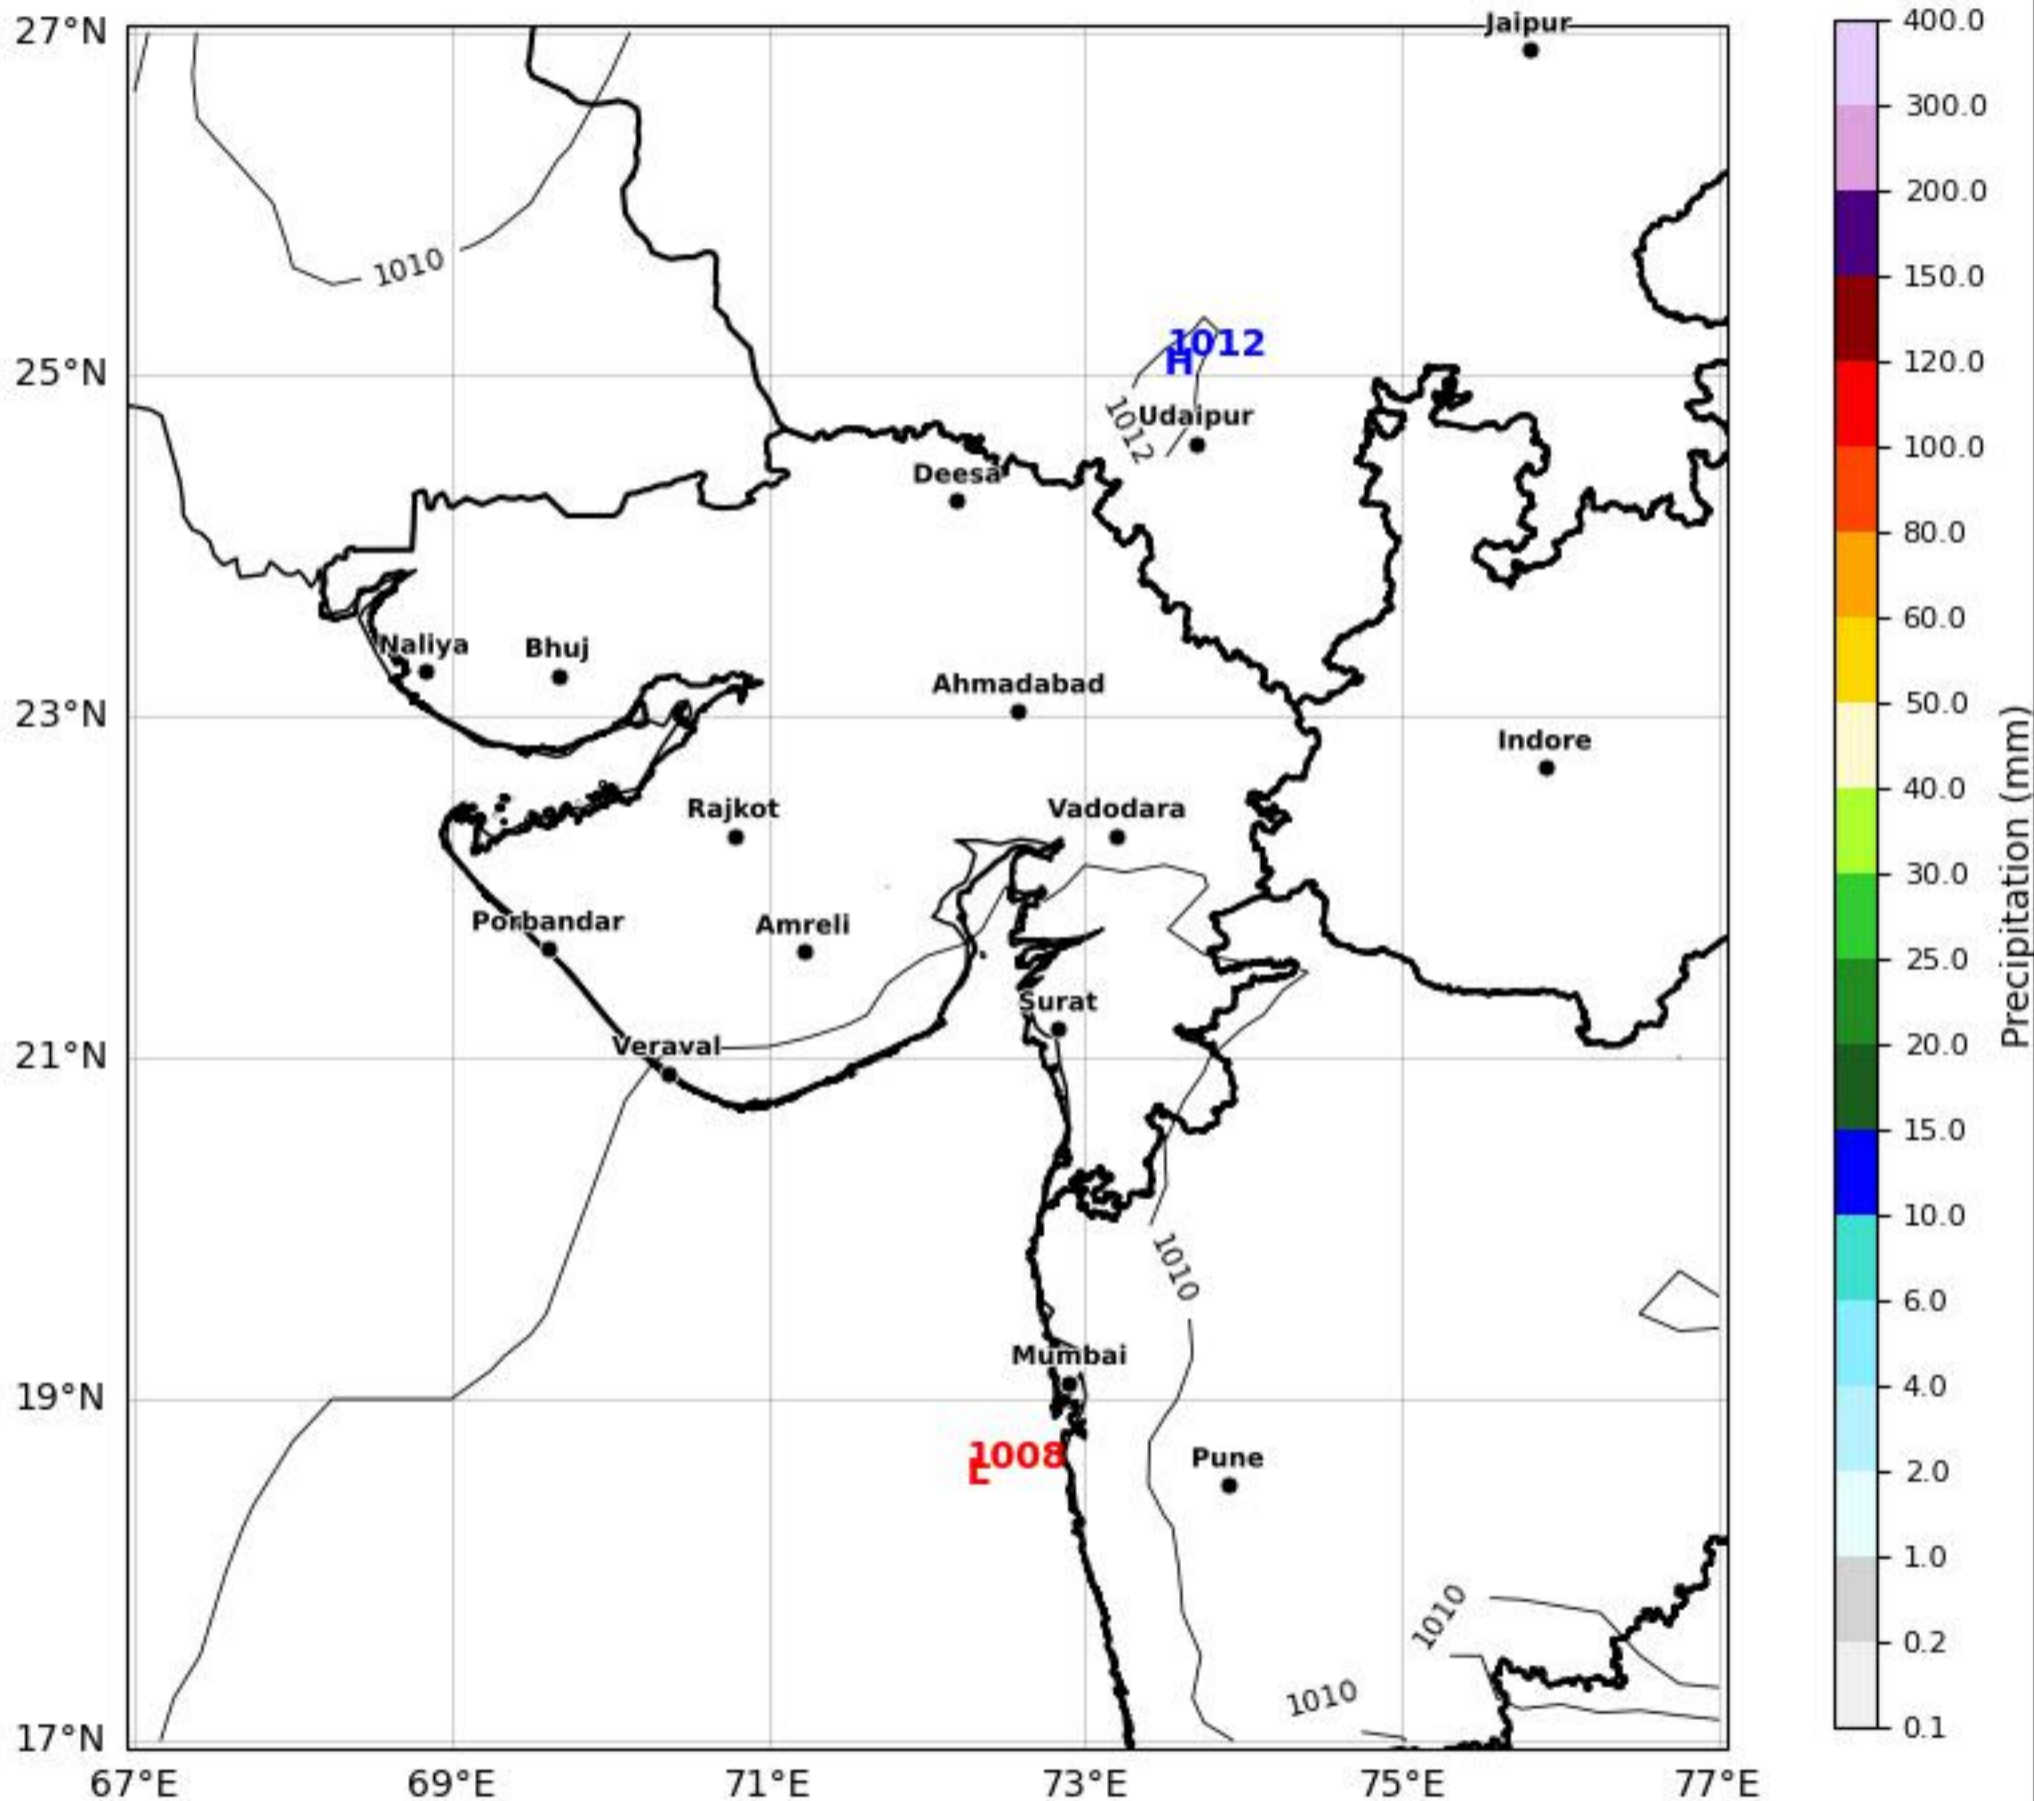 27°N
25°N
23°N
21°N
19°N
17°N
67°E
69°E
71°E
73°E
75°E
77°E
Jaipur
1010
1012
H
1012
Udaipur
Deesa
Naliya
Bhuj
Ahmadabad
Indore
Rajkot
Vadodara
Porbandar
Amreli
Surat
Veraval
1010
Mumbai
1008
L
Pune
1010
1010
400.0
300.0
200.0
150.0
120.0
100.0
80.0
60.0
50.0
40.0
30.0
25.0
20.0
15.0
10.0
6.0
4.0
2.0
1.0
0.2
0.1
Precipitation (mm)